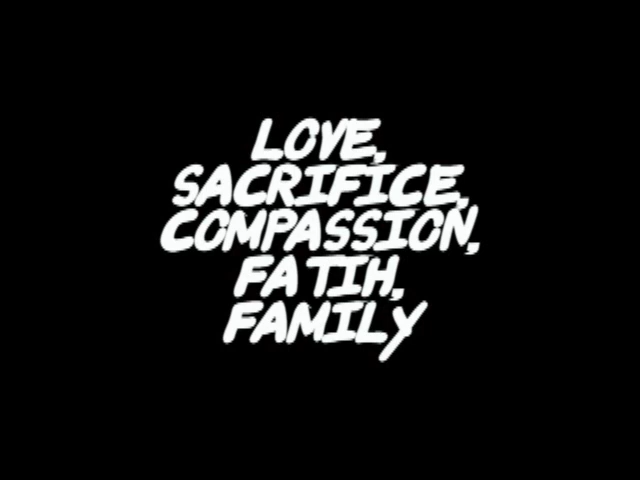 LOVE,
SACRIFICE,
COMPASSION,
FATIH,
FAMILY